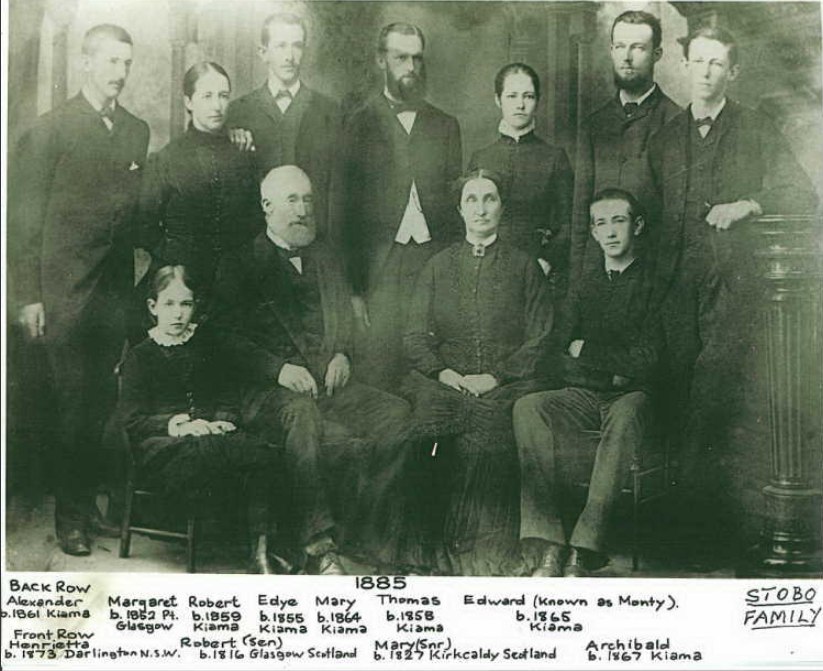 1885
BACK ROW
Alexander Margaret Robert Edye Mary Thomas Edward (known as Monty).
b.1861 Kiama b.1852 Pt. b.1859 b.1855 b.1864 b.1858 b.1865
Glasgow Kiama Kiama Kiama Kiama Kiama
STOBO
FAMILY
Front Row
Henrietta Robert (Sen) Mary (Snr) Archibald
b. 1873 Darlington N.S.W. b.1816 Glasgow Scotland b.1827 Kirkcaldy Scotland b. 1867 Kiama